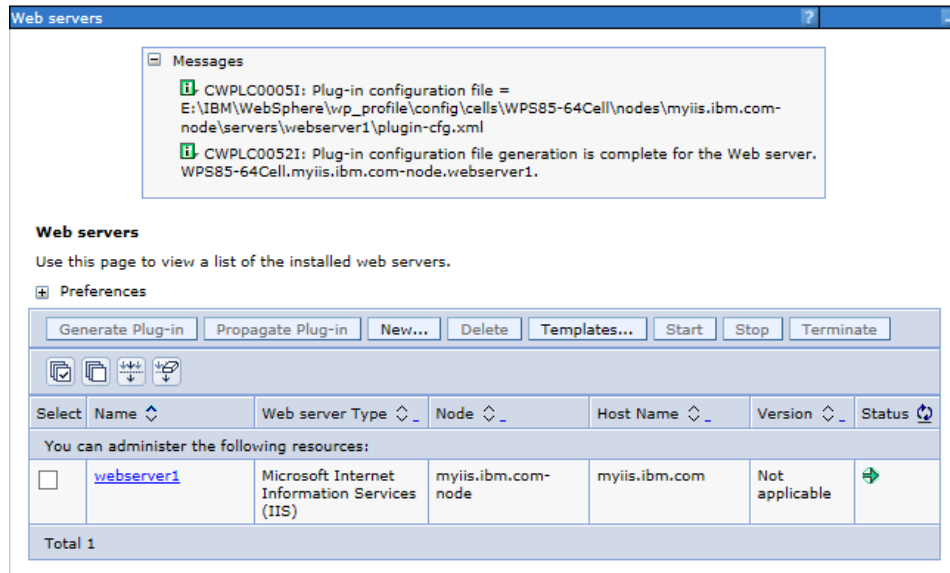 Web servers ?
Messages
CWPLC0005I: Plug-in configuration file =
E:\IBM\WebSphere\wp_profile\config\cells\WPS85-64Cell\nodes\myiis.ibm.com-
node\servers\webserver1\plugin-cfg.xml
CWPLC0052I: Plug-in configuration file generation is complete for the Web server.
WPS85-64Cell.myiis.ibm.com-node.webserver1.
Web servers
Use this page to view a list of the installed web servers.
Preferences
Generate Plug-in Propagate Plug-in New... Delete Templates... Start Stop Terminate
Select Name Web server Type Node Host Name Version Status
You can administer the following resources:
webserver1 Microsoft Internet myiis.ibm.com- myiis.ibm.com Not
Information Services node applicable
(IIS)
Total 1